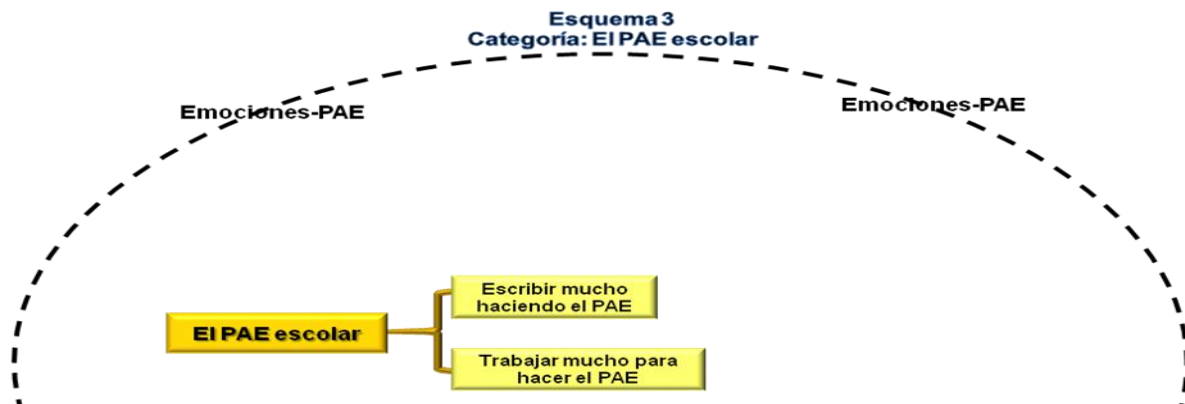 Esquema 3
Categoría: El PAE escolar
Emociones-PAE
Emociones-PAE
Escribir mucho
haciendo el PAE
El PAE escolar
Trabajar mucho para
hacer el PAE